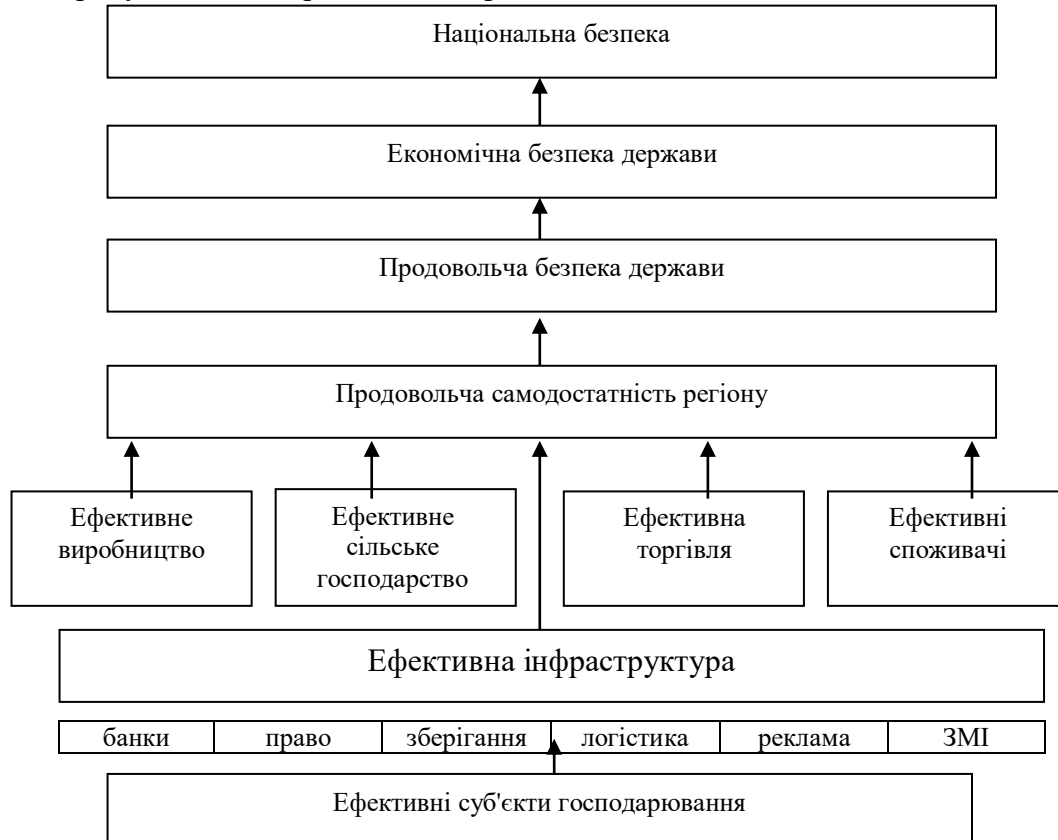 Національна безпека
Економічна безпека держави
Продовольча безпека держави
Продовольча самодостатність регіону
Ефективне
виробництво
Ефективне
сільське
господарство
Ефективна
торгівля
Ефективні
споживачі
Ефективна інфраструктура
банки право зберігання логістика реклама ЗМІ
Ефективні суб'єкти господарювання